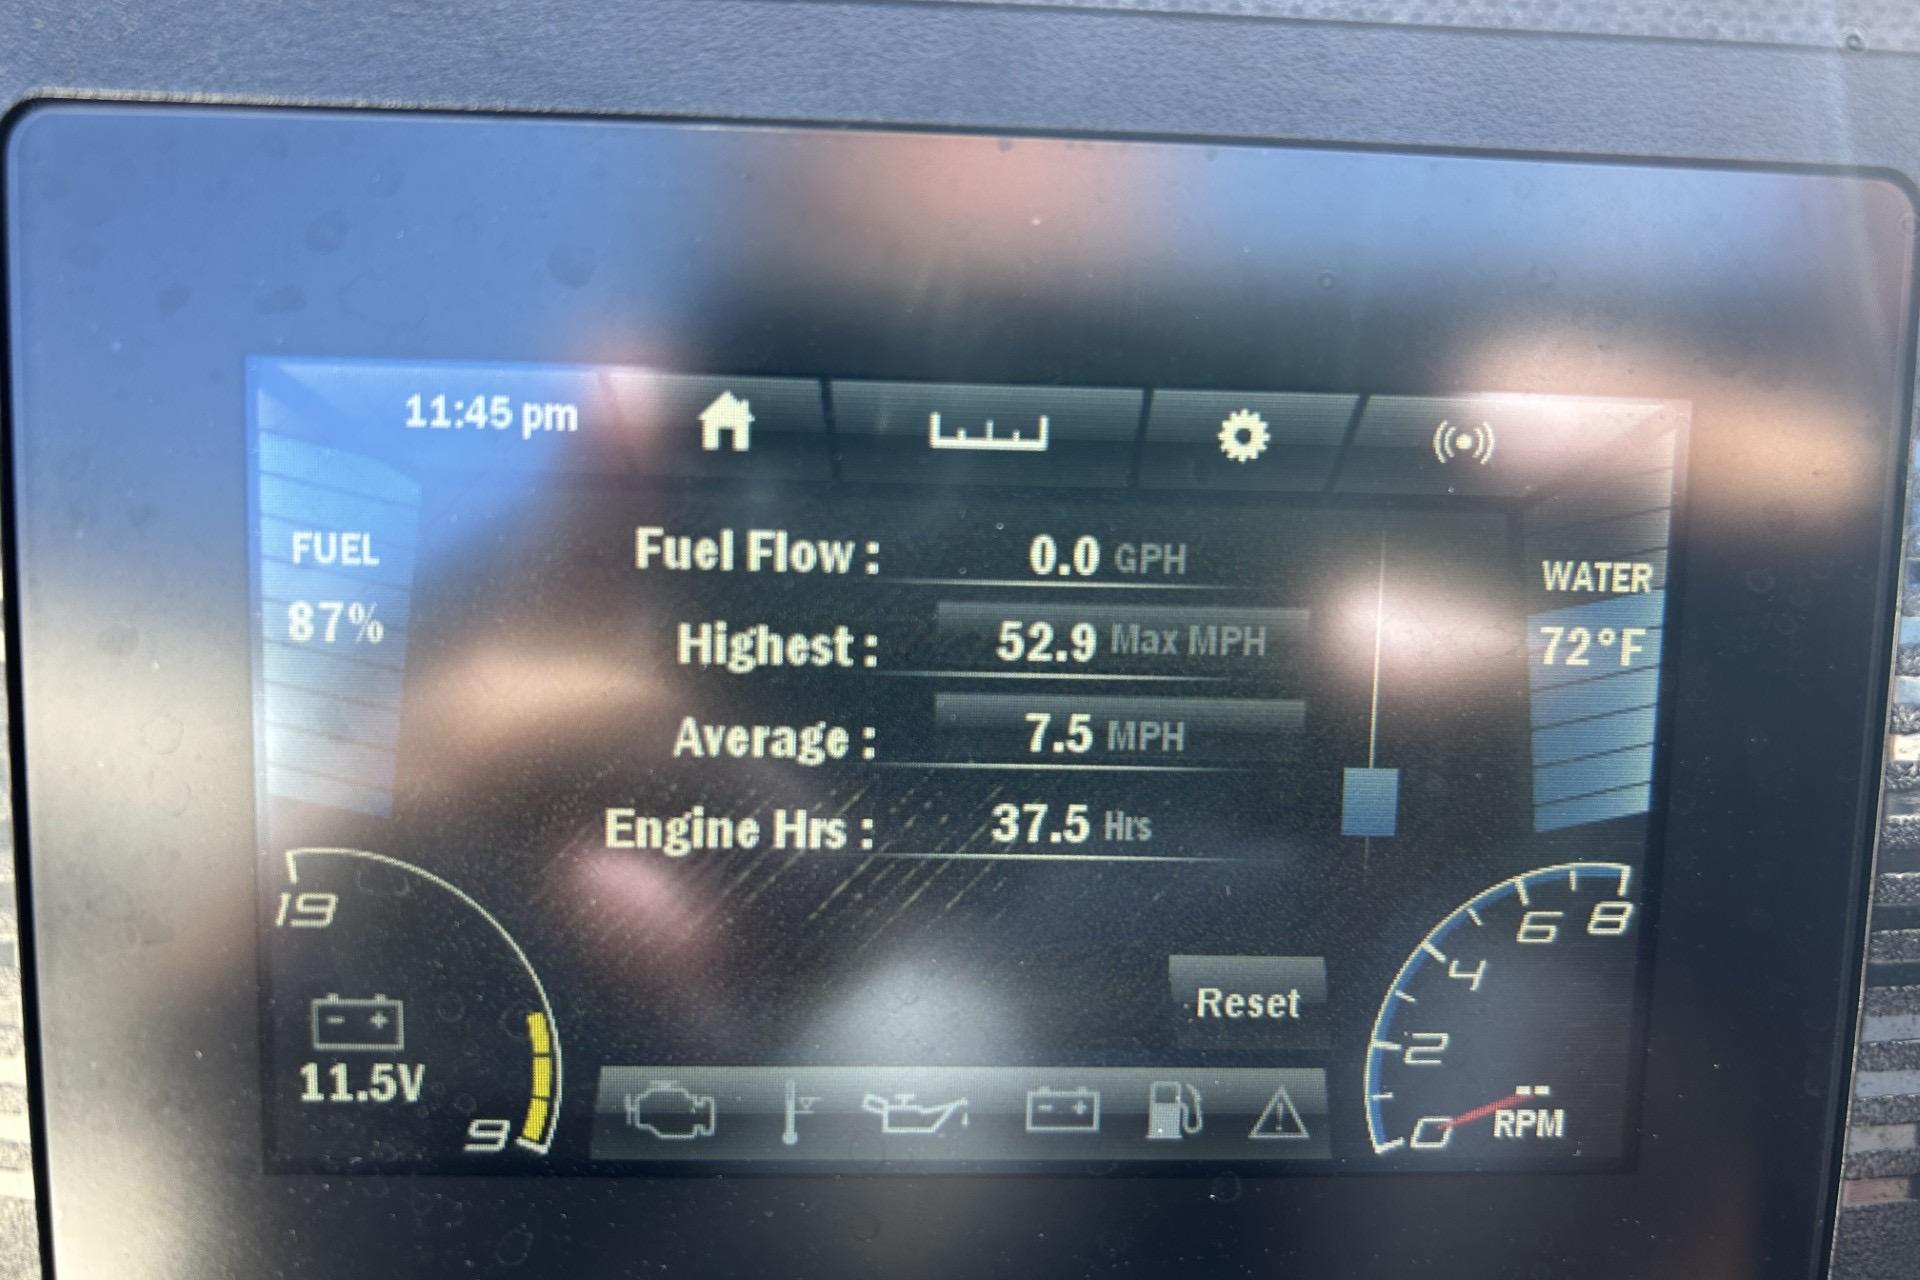 11:45 pm
FUEL
87%
Fuel Flow : 0.0 GPH
Highest : 52.9 Max MPH
Average : 7.5 MPH
Engine Hrs : 37.5 Hrs
WATER
72°F
19
11.5V
9
Reset
8
6
4
2
0
--
RPM